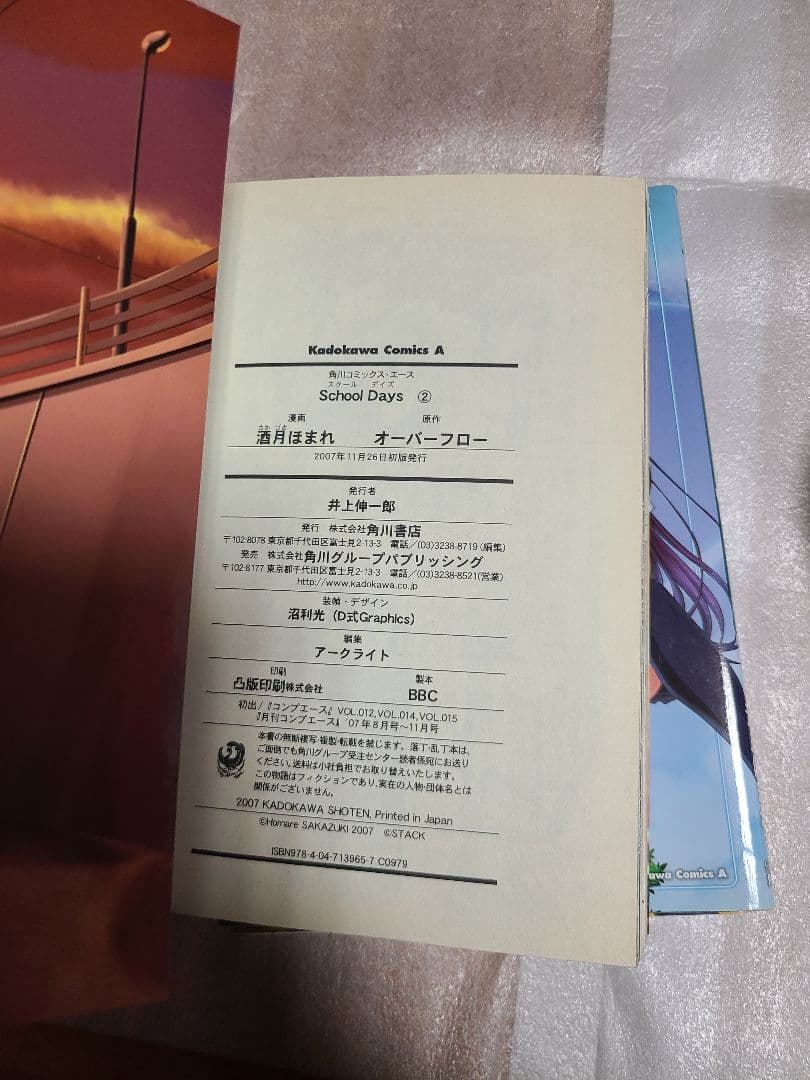 Kadokawa Comics A
角川コミックス・エース
スクール デイズ
School Days ②
漫画 原作
さか づき
酒月ほまれ オーバーフロー
2007年11月26日初版発行
発行者
井上伸一郎
発行 株式会社角川書店
〒102-8078 東京都千代田区富士見2-13-3 電話／(03)3238-8719(編集)
発売 株式会社角川グループパブリッシング
〒102-8177 東京都千代田区富士見2-13-3 電話／(03)3238-8521(営業)
http://www.kadokawa.co.jp
装幀・デザイン
沼利光（D式Graphics）
編集
アークライト
印刷 製本
凸版印刷株式会社 BBC
初出／『コンプエース』VOL.012,VOL.014,VOL.015
『月刊コンプエース』'07年8月号〜11月号
本書の無断複写・複製・転載を禁じます。落丁・乱丁本は、
ご面倒でも角川グループ受注センター読者係宛にお送り
ください。送料は小社負担でお取り替えいたします。
この物語はフィクションであり、実在の人物・団体名とは
関係がございません。
2007 KADOKAWA SHOTEN, Printed in Japan
©Homare SAKAZUKI 2007 ©STACK
ISBN978-4-04-713965-7 C0979
awa Comics A